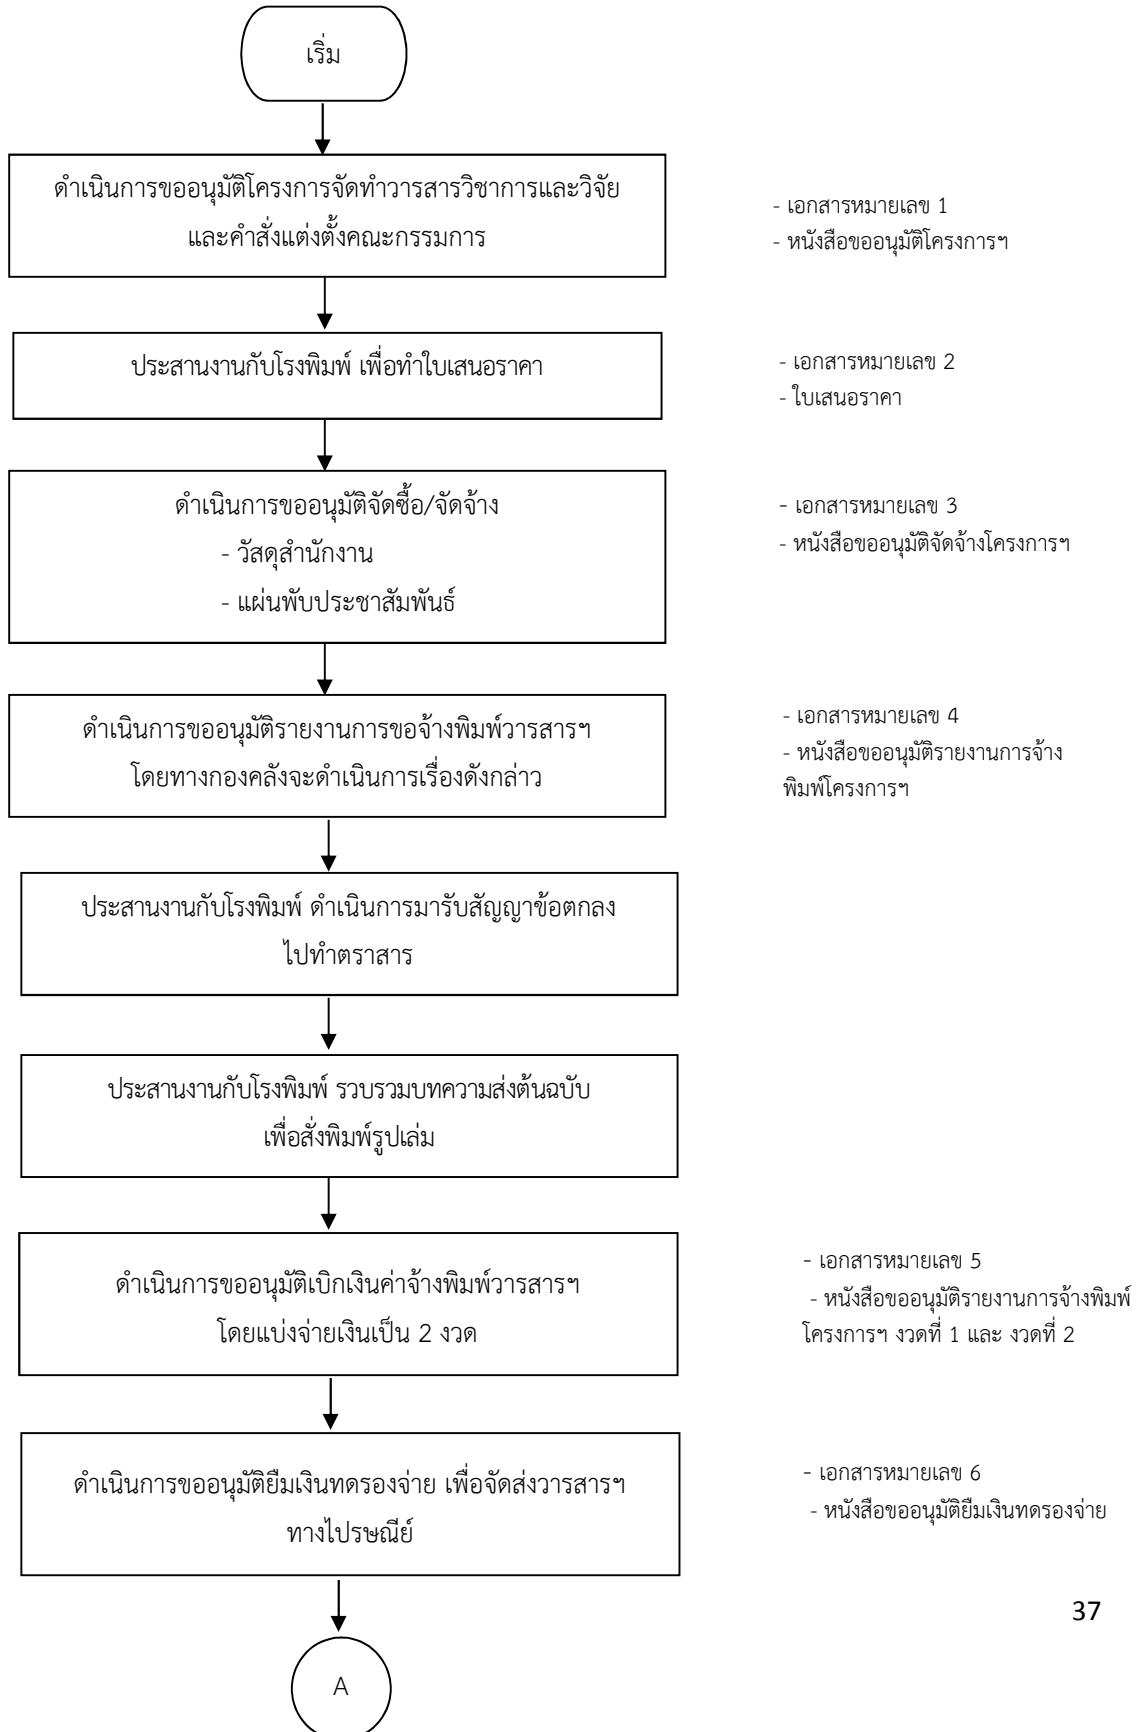 เริ่ม
ดำเนินการขออนุมัติโครงการจัดทำวารสารวิชาการและวิจัย
และคำสั่งแต่งตั้งคณะกรรมการ
- เอกสารหมายเลข 1
- หนังสือขออนุมัติโครงการฯ
ประสานงานกับโรงพิมพ์ เพื่อทำใบเสนอราคา
- เอกสารหมายเลข 2
- ใบเสนอราคา
ดำเนินการขออนุมัติจัดซื้อ/จัดจ้าง
- วัสดุสำนักงาน
- แผ่นพับประชาสัมพันธ์
- เอกสารหมายเลข 3
- หนังสือขออนุมัติจัดจ้างโครงการฯ
ดำเนินการขออนุมัติรายงานการขอจ้างพิมพ์วารสารฯ
โดยทางกองคลังจะดำเนินการเรื่องดังกล่าว
- เอกสารหมายเลข 4
- หนังสือขออนุมัติรายงานการจ้าง
พิมพ์โครงการฯ
ประสานงานกับโรงพิมพ์ ดำเนินการมารับสัญญาข้อตกลง
ไปทำตราสาร
ประสานงานกับโรงพิมพ์ รวบรวมบทความส่งต้นฉบับ
เพื่อสั่งพิมพ์รูปเล่ม
ดำเนินการขออนุมัติเบิกเงินค่าจ้างพิมพ์วารสารฯ
โดยแบ่งจ่ายเงินเป็น 2 งวด
- เอกสารหมายเลข 5
- หนังสือขออนุมัติรายงานการจ้างพิมพ์
โครงการฯ งวดที่ 1 และ งวดที่ 2
ดำเนินการขออนุมัติยืมเงินทดรองจ่าย เพื่อจัดส่งวารสารฯ
ทางไปรษณีย์
- เอกสารหมายเลข 6
- หนังสือขออนุมัติยืมเงินทดรองจ่าย
37
A